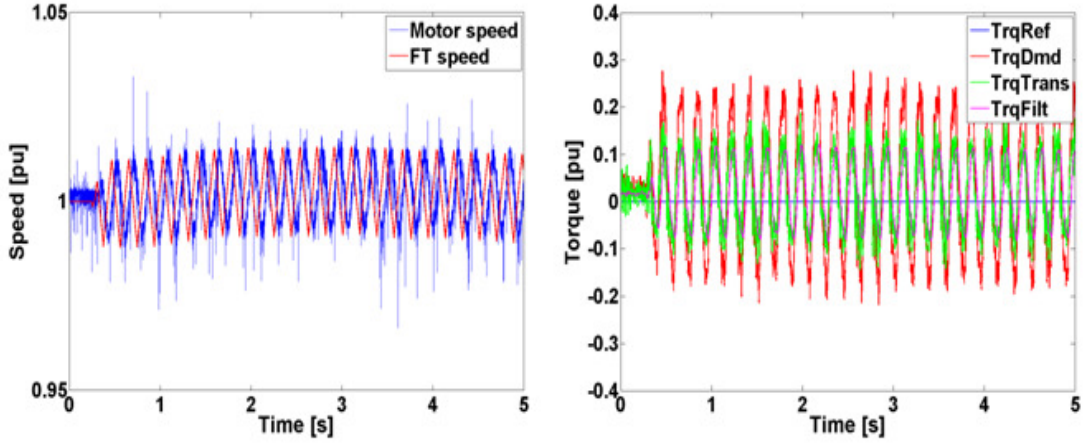 1.05
1
0.95
Speed [pu]
0
1
2
3
4
5
Time [s]
Motor speed
FT speed
0.4
0.3
0.2
0.1
0
-0.1
-0.2
-0.3
-0.4
Torque [pu]
0
1
2
3
4
5
Time [s]
TrqRef
TrqDmd
TrqTrans
TrqFilt